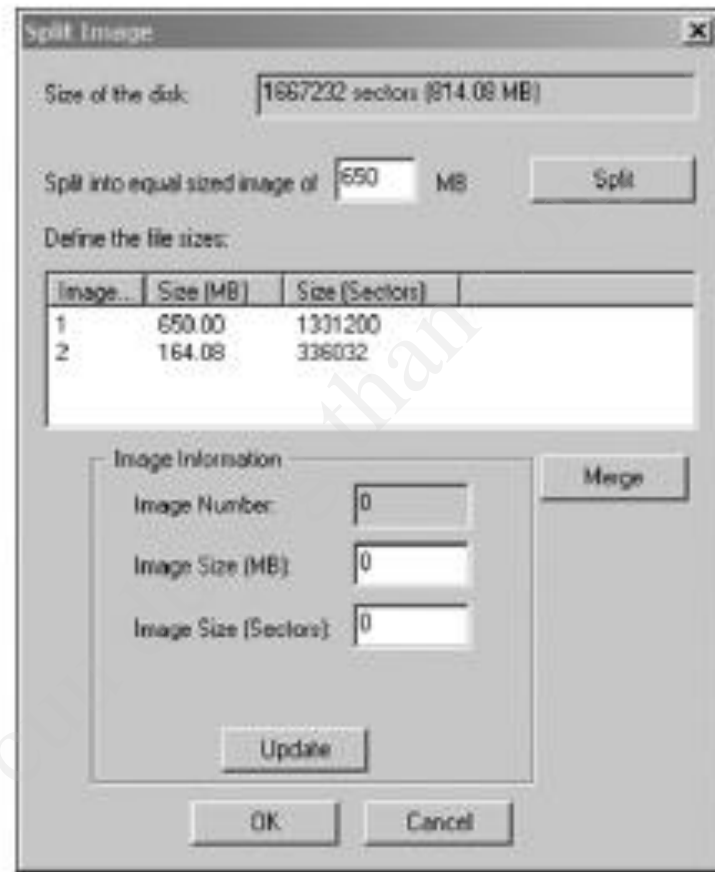 Split Image
Size of the disk: 1667232 sectors (814.08 MB)
Split into equal sized image of 650 MB Split
Define the file sizes:
Image... Size (MB) Size (Sectors)
1 650.00 1331200
2 164.08 336032
Image Information
Merge
Image Number: 0
Image Size (MB): 0
Image Size (Sectors): 0
Update
OK Cancel